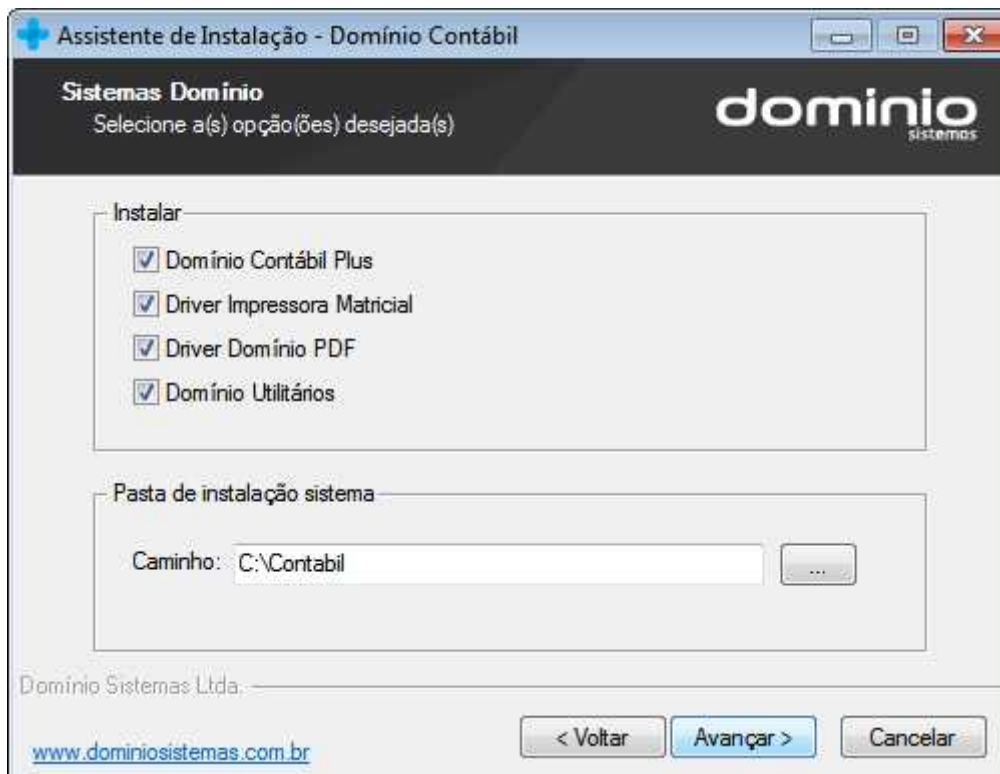 Assistente de Instalação - Domínio Contábil
Sistemas Domínio
Selecione a(s) opção(ões) desejada(s)
domínio
sistemas
Instalar
Domínio Contábil Plus
Driver Impressora Matricial
Driver Domínio PDF
Domínio Utilitários
Pasta de instalação sistema
Caminho: C:\Contabil ...
Domínio Sistemas Ltda.
www.dominiosistemas.com.br
< Voltar Avançar > Cancelar